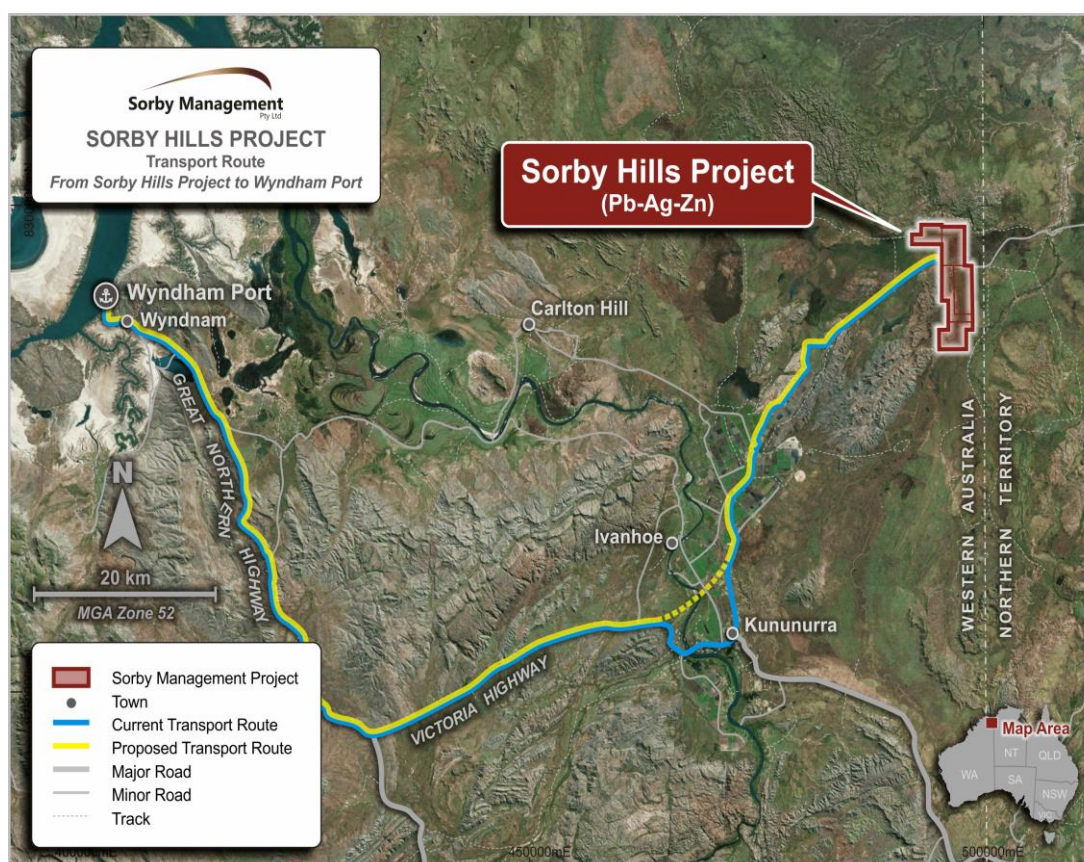 Sorby Management
Pty Ltd
SORBY HILLS PROJECT
Transport Route
From Sorby Hills Project to Wyndham Port
Sorby Hills Project
(Pb-Ag-Zn)
Wyndham Port
Wyndnam
Carlton Hill
GREAT NORTHERN HIGHWAY
N
20 km
MGA Zone 52
Ivanhoe
Kununurra
VICTORIA HIGHWAY
WESTERN AUSTRALIA
NORTHERN TERRITORY
Sorby Management Project
Town
Current Transport Route
Proposed Transport Route
Major Road
Minor Road
Track
Map Area
NT
QLD
WA
SA
NSW
450000mE
500000mE